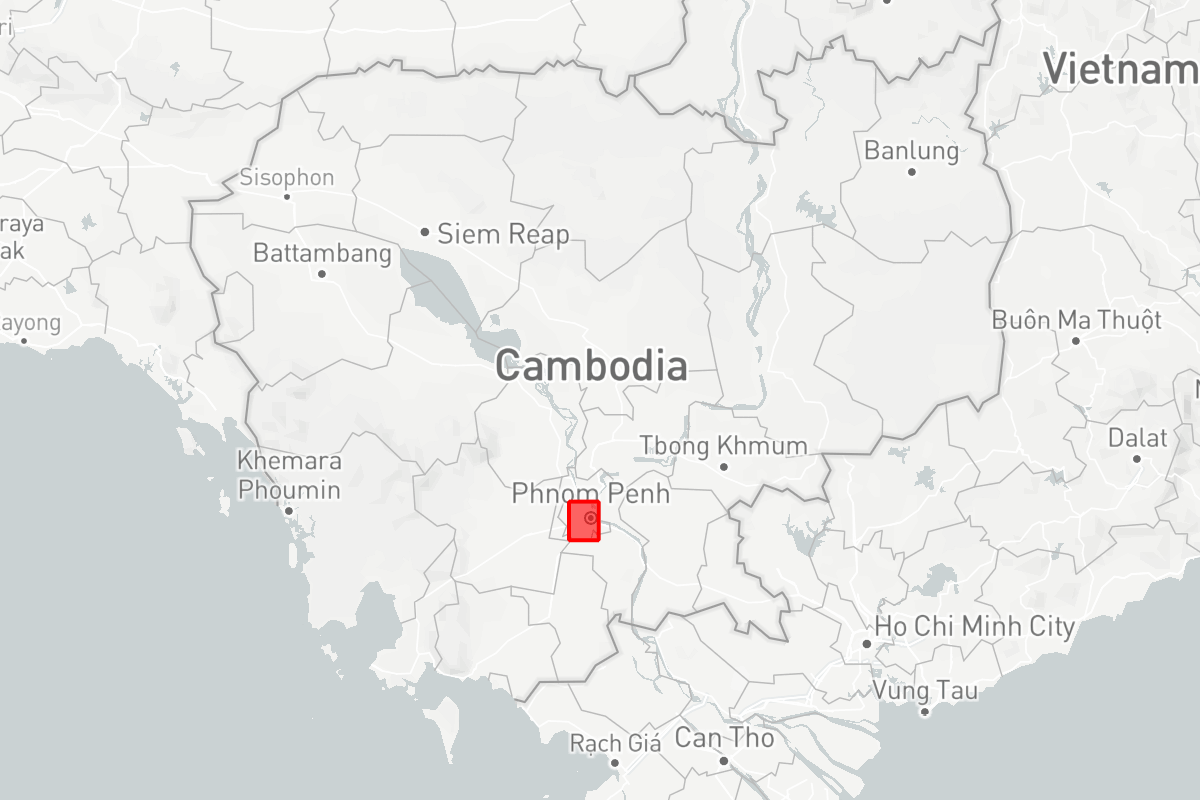 Vietnam
Banlung
Sisophon
raya
ak
Siem Reap
Battambang
ayong
Buôn Ma Thuột
Cambodia
Dalat
Tbong Khmum
Khemara
Phoumin
Phnom Penh
Ho Chi Minh City
Vung Tau
Rạch Giá
Can Tho